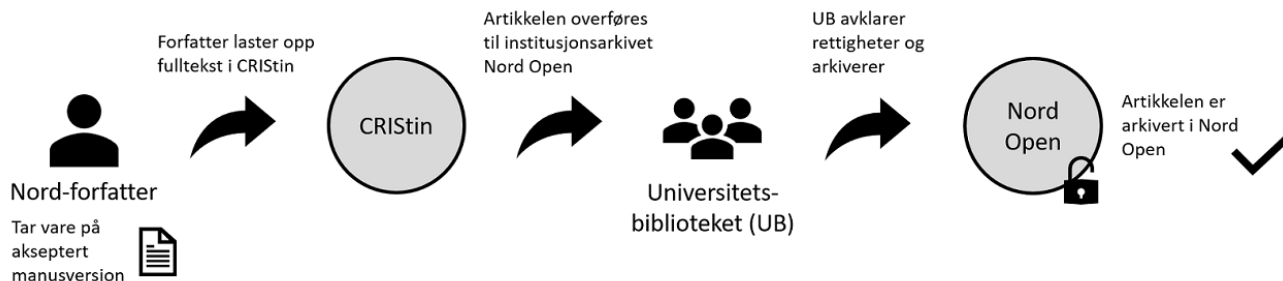 Nord-forfatter
Tar vare på
akseptert
manusversjon
Forfatter laster opp
fulltekst i CRIStin
CRIStin
Artikkelen overføres
til institusjonsarkivet
Nord Open
Universitets-
biblioteket (UB)
UB avklarer
rettigheter og
arkiverer
Nord
Open
Artikkelen er
arkivert i Nord
Open